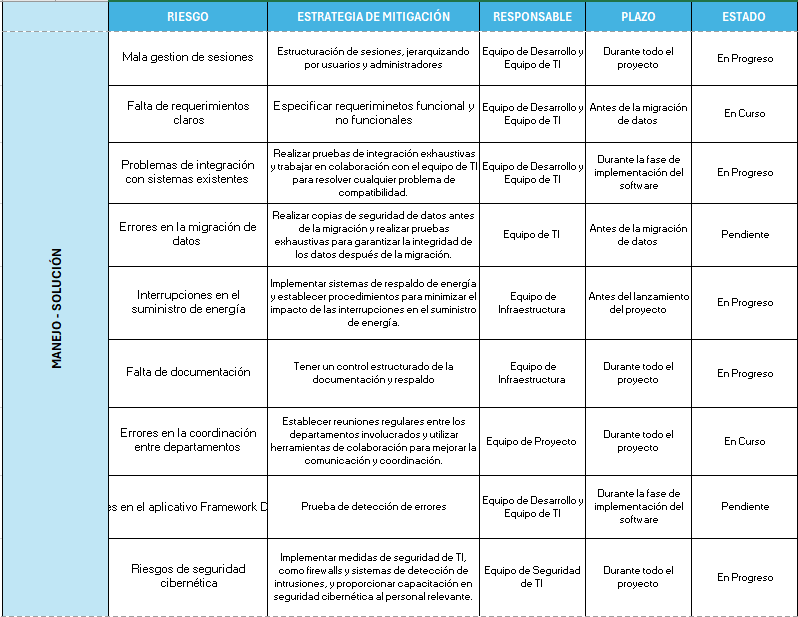 RIESGO ESTRATEGIA DE MITIGACIÓN RESPONSABLE PLAZO ESTADO
MANEJO - SOLUCIÓN
Mala gestion de sesiones
Estructuración de sesiones, jerarquizando
por usuarios y administradores
Equipo de Desarrollo y
Equipo de TI
Durante todo el
proyecto
En Progreso
Falta de requerimientos
claros
Especificar requeriminetos funcional y
no funcionales
Equipo de Desarrollo y
Equipo de TI
Antes de la migración
de datos
En Curso
Problemas de integración
con sistemas existentes
Realizar pruebas de integración exhaustivas
y trabajar en colaboración con el equipo de TI
para resolver cualquier problema de
compatibilidad.
Equipo de Desarrollo y
Equipo de TI
Durante la fase de
implementación del
software
En Progreso
Errores en la migración de
datos
Realizar copias de seguridad de datos antes
de la migración y realizar pruebas
exhaustivas para garantizar la integridad de
los datos después de la migración.
Equipo de TI
Antes de la migración
de datos
Pendiente
Interrupciones en el
suministro de energía
Implementar sistemas de respaldo de energía
y establecer procedimientos para minimizar el
impacto de las interrupciones en el suministro
de energía.
Equipo de
Infraestructura
Antes del lanzamiento
del proyecto
En Progreso
Falta de documentación
Tener un control estructurado de la
documentación y respaldo
Equipo de
Infraestructura
Durante todo el
proyecto
En Progreso
Errores en la coordinación
entre departamentos
Establecer reuniones regulares entre los
departamentos involucrados y utilizar
herramientas de colaboración para mejorar la
comunicación y coordinación.
Equipo de Proyecto
Durante todo el
proyecto
En Curso
es en el aplicativo Framework D
Prueba de detección de errores
Equipo de Desarrollo y
Equipo de TI
Durante la fase de
implementación del
software
Pendiente
Riesgos de seguridad
cibernética
Implementar medidas de seguridad de TI,
como firewalls y sistemas de detección de
intrusiones, y proporcionar capacitación en
seguridad cibernética al personal relevante.
Equipo de Seguridad
de TI
Durante todo el
proyecto
En Progreso